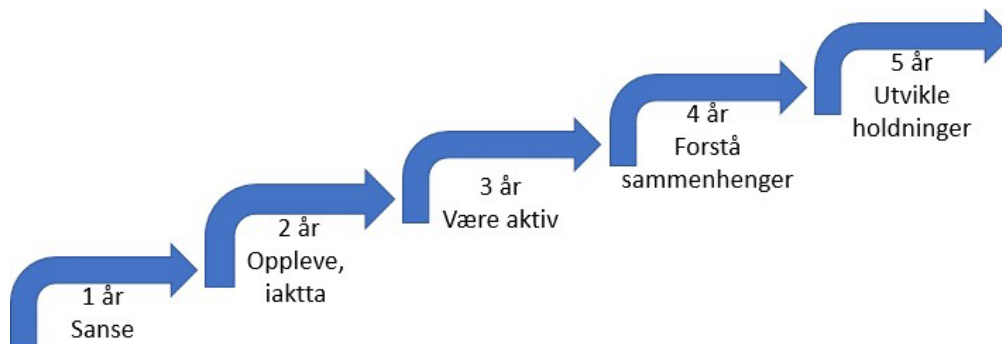 1 år
Sanse
2 år
Oppleve,
iaktta
3 år
Være aktiv
4 år
Forstå
sammenhenger
5 år
Utvikle
holdninger